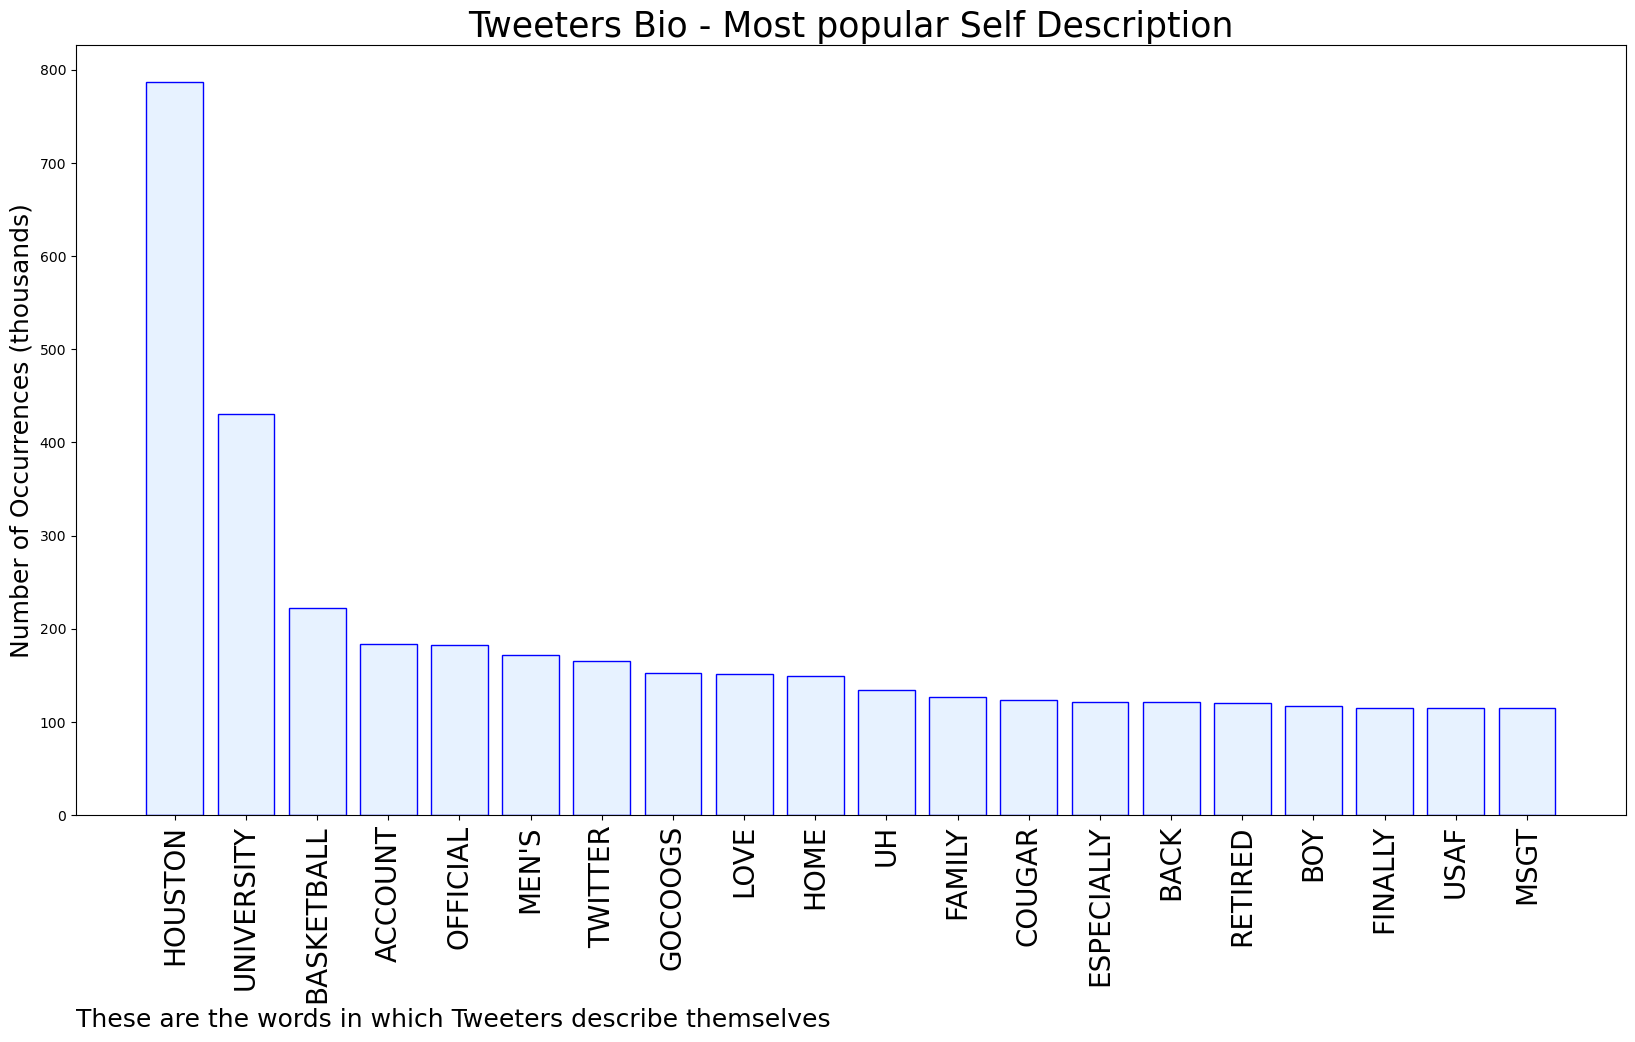 Tweeters Bio - Most popular Self Description
Number of Occurrences (thousands)
800
700
600
500
400
300
200
100
0
HOUSTON
UNIVERSITY
BASKETBALL
ACCOUNT
OFFICIAL
MEN'S
TWITTER
GOCOOGS
LOVE
HOME
UH
FAMILY
COUGAR
ESPECIALLY
BACK
RETIRED
BOY
FINALLY
USAF
MSGT
These are the words in which Tweeters describe themselves